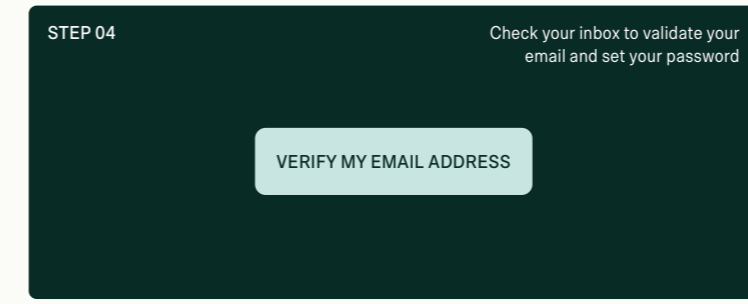 STEP 04
Check your inbox to validate your
email and set your password
VERIFY MY EMAIL ADDRESS